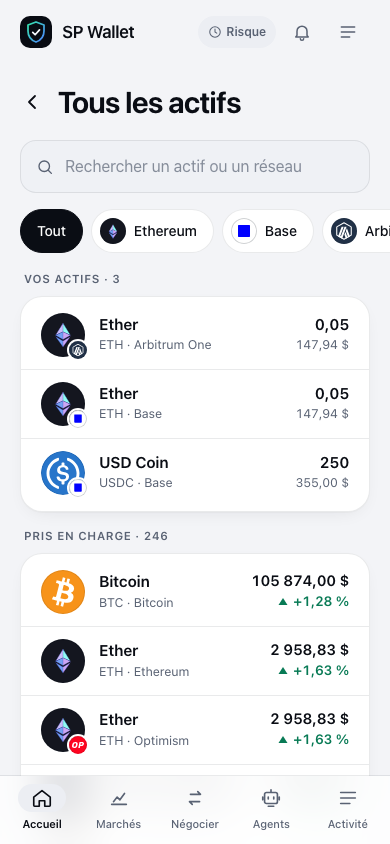 SP Wallet
Risque
Tous les actifs
Rechercher un actif ou un réseau
Tout
Ethereum
Base
Arbi
VOS ACTIFS · 3
Ether
0,05
ETH · Arbitrum One
147,94 $
Ether
0,05
ETH · Base
147,94 $
USD Coin
250
USDC · Base
355,00 $
PRIS EN CHARGE · 246
Bitcoin
105 874,00 $
BTC · Bitcoin
▲ +1,28 %
Ether
2 958,83 $
ETH · Ethereum
▲ +1,63 %
Ether
2 958,83 $
OP
ETH · Optimism
▲ +1,63 %
Accueil
Marchés
Négocier
Agents
Activité